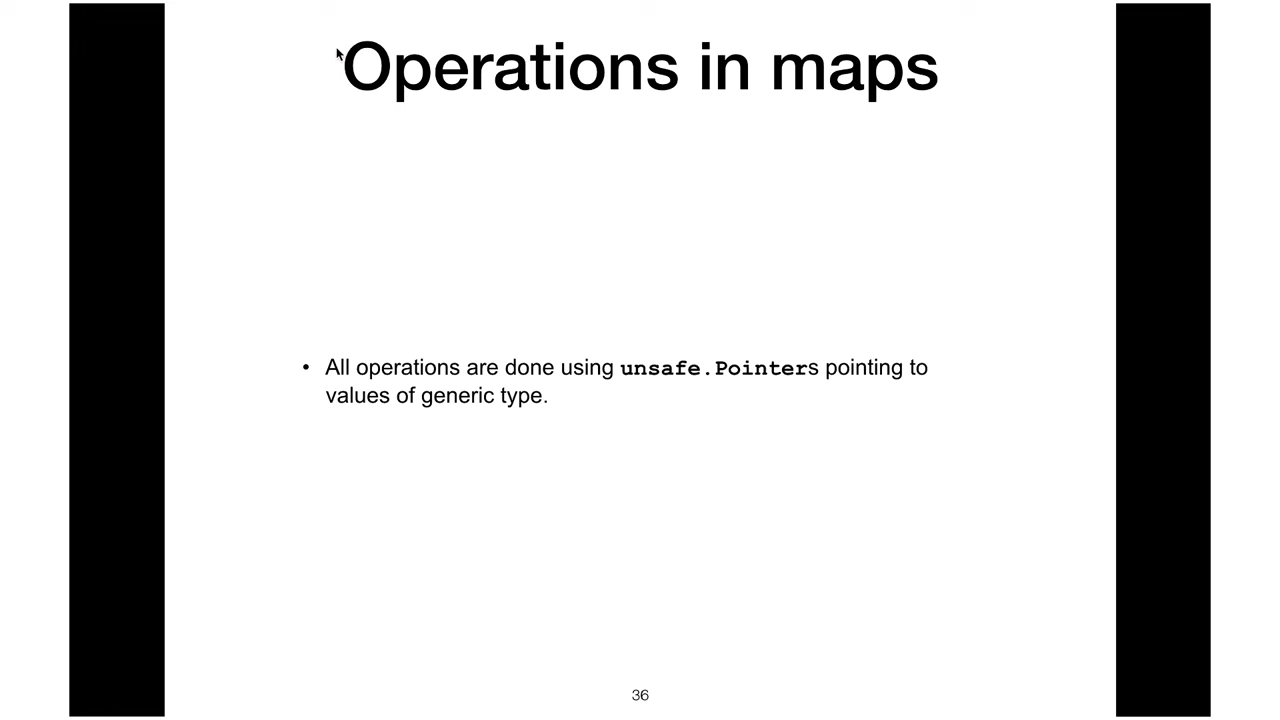 Operations in maps
• All operations are done using unsafe.Pointers pointing to
values of generic type.
36